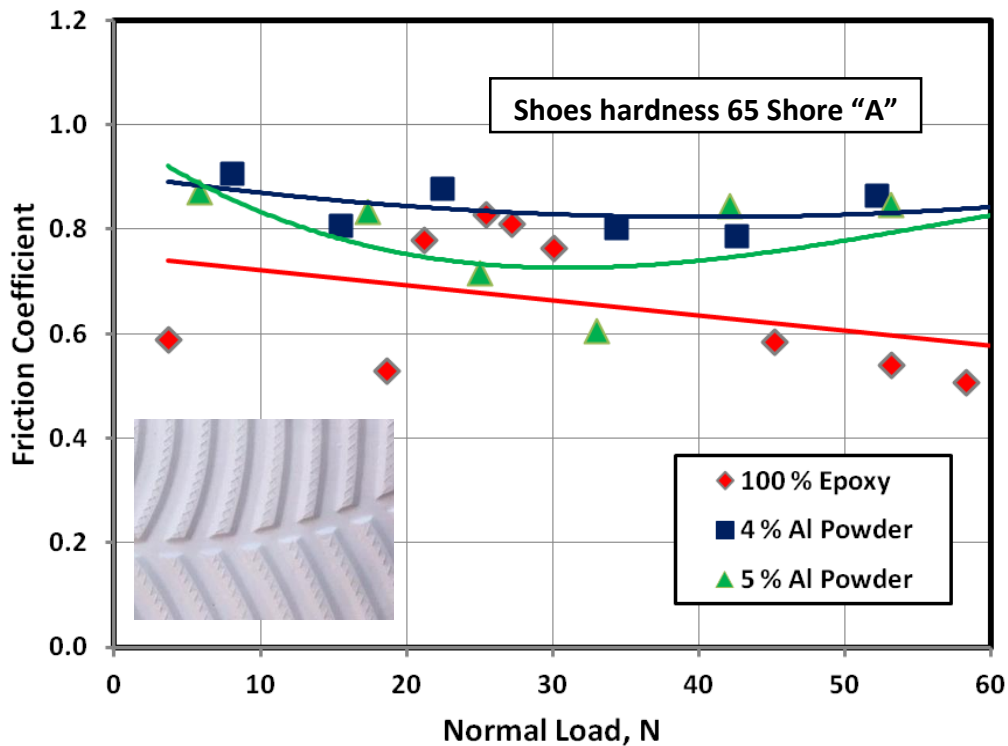 1.2
1.0
0.8
0.6
0.4
0.2
0.0
Friction Coefficient
Shoes hardness 65 Shore “A”
100 % Epoxy
4 % Al Powder
5 % Al Powder
0 10 20 30 40 50 60
Normal Load, N